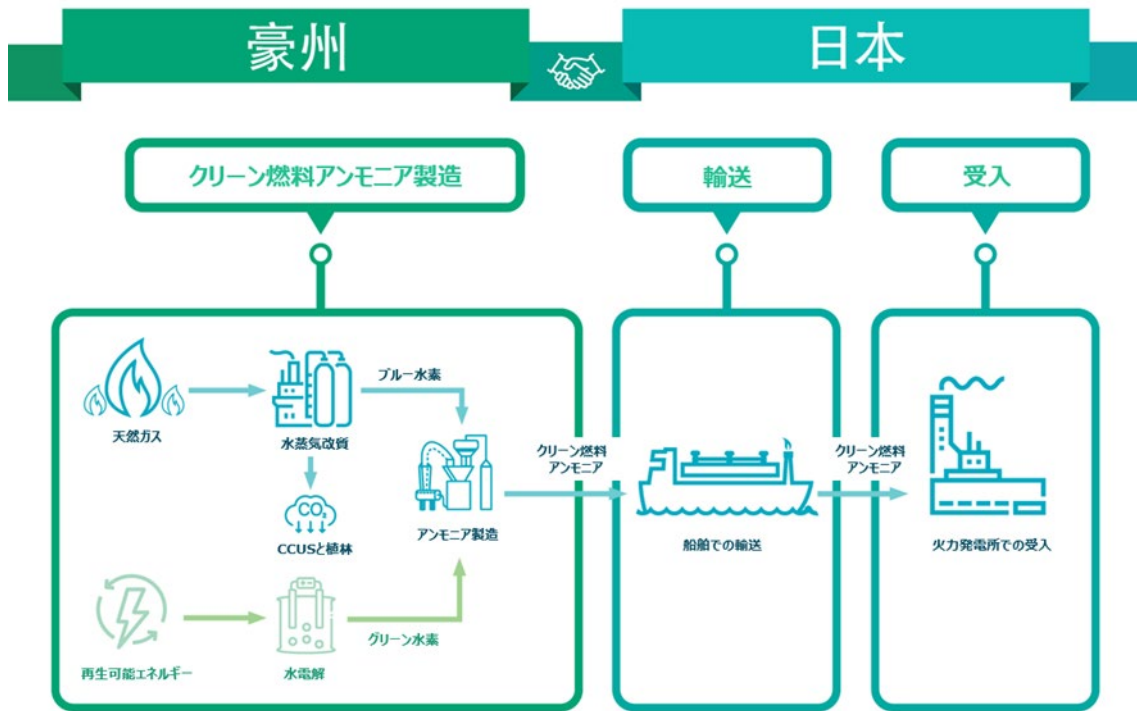 豪州
日本
クリーン燃料アンモニア製造
輸送
受入
天然ガス
水蒸気改質
ブルー水素
CO₂
CCUSと植林
アンモニア製造
再生可能エネルギー
水電解
グリーン水素
クリーン燃料
アンモニア
船舶での輸送
クリーン燃料
アンモニア
火力発電所での受入